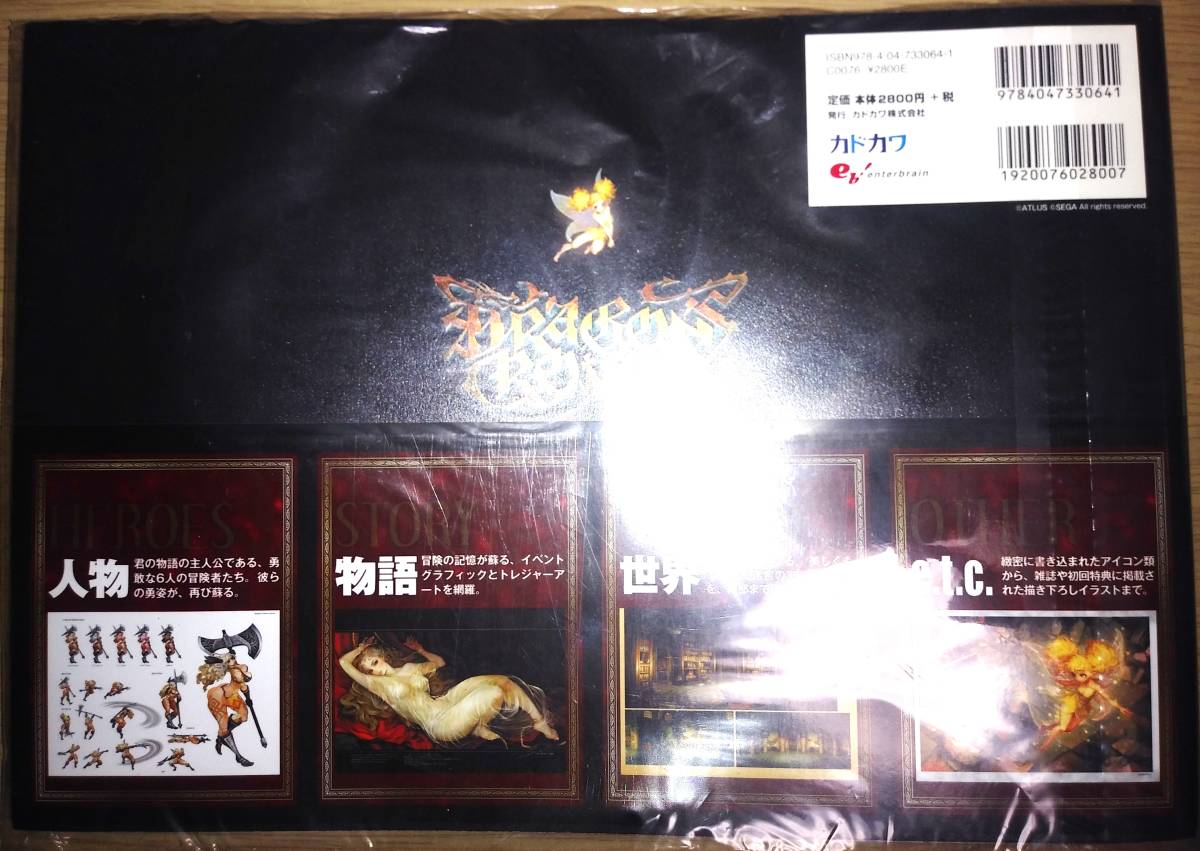 ISBN978-4-04-733064-1
C0076 ¥2800E
定価 本体2800円 + 税
発行 カドカワ株式会社
カドカワ
eb! enterbrain
9784047330641
1920076028007
©ATLUS ©SEGA All rights reserved.
DRAGON'S
HEROES
人物
君の物語の主人公である、勇
敢な6人の冒険者たち。彼ら
の勇姿が、再び蘇る。
STORY
物語
冒険の記憶が蘇る、イベント
グラフィックとトレジャーア
ートを網羅。
世界
OTHER
e.t.c.
緻密に書き込まれたアイコン類
から、雑誌や初回特典に掲載さ
れた描き下ろしイラストまで。